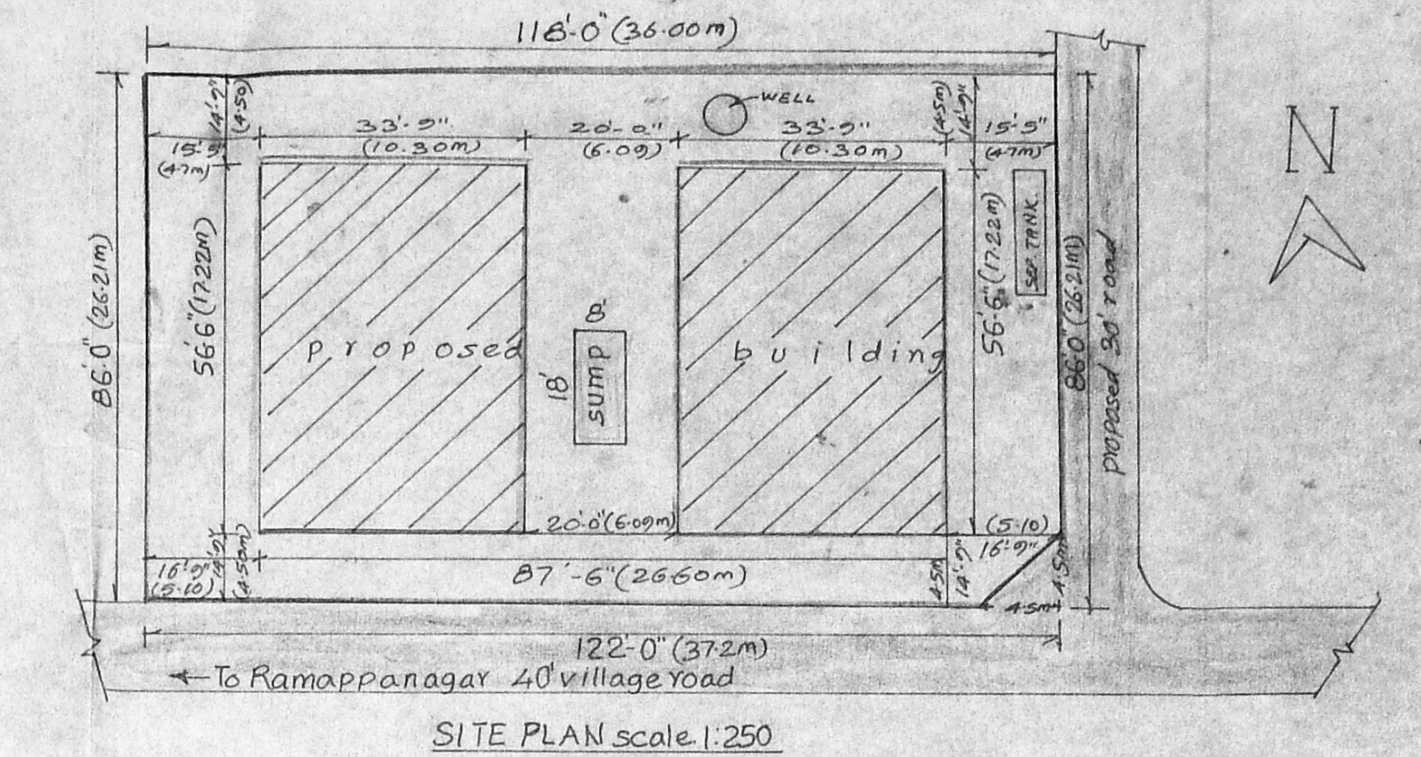 118'-0" (36.00m)
14'-9"
(4.50)
WELL
(4.5m)
14'-9"
33'-9"
20'-0"
33'-9"
15'-5"
15'-5"
(10.30m)
(6.09)
(10.30m)
(4.7m)
(4.7m)
N
SEP. TANK.
86'.0" (26.21m)
56'.6" (17.22m)
56'-6" (17.22m)
86'.0" (26.21m)
proposed 30' road
8'
18'
SUMP
proposed
building
20'-0" (6.09m)
(5.10)
16'-9"
14'-9"
(4.50m)
16'-9"
(5.10)
87'-6" (26.60m)
4.5m
14'-9"
4.5m
4.5m
122'-0" (37.2m)
←To Ramappanagar 40' village road
SITE PLAN scale 1:250